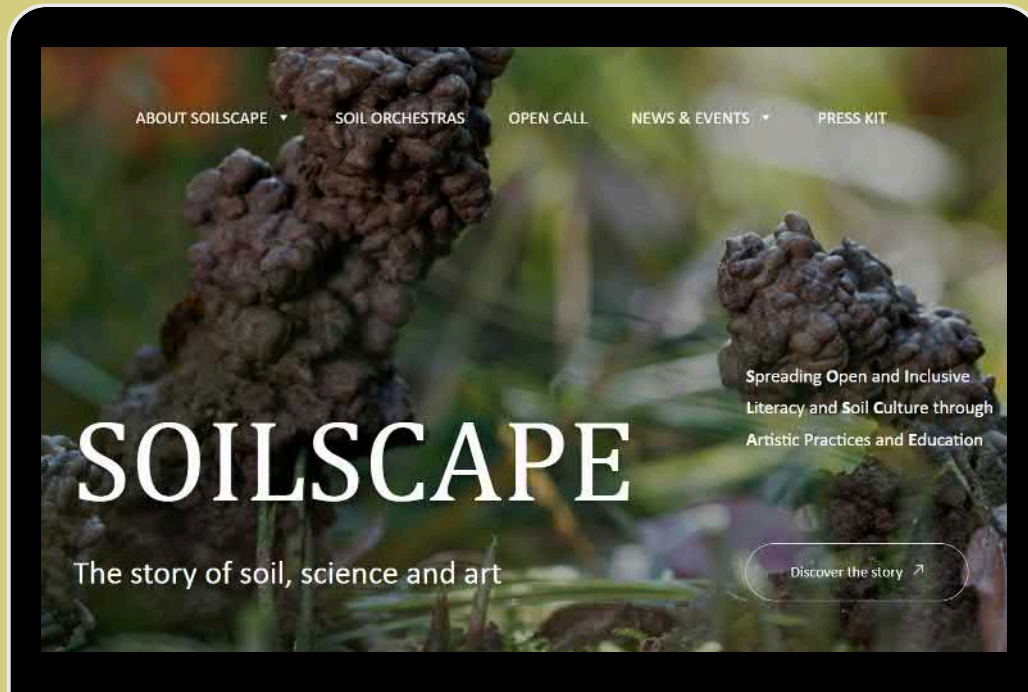 ABOUT SOILSCAPE ▼ SOIL ORCHESTRAS OPEN CALL NEWS & EVENTS ▼ PRESS KIT
Spreading Open and Inclusive
Literacy and Soil Culture through
Artistic Practices and Education
SOILSCAPE
The story of soil, science and art
Discover the story ↗